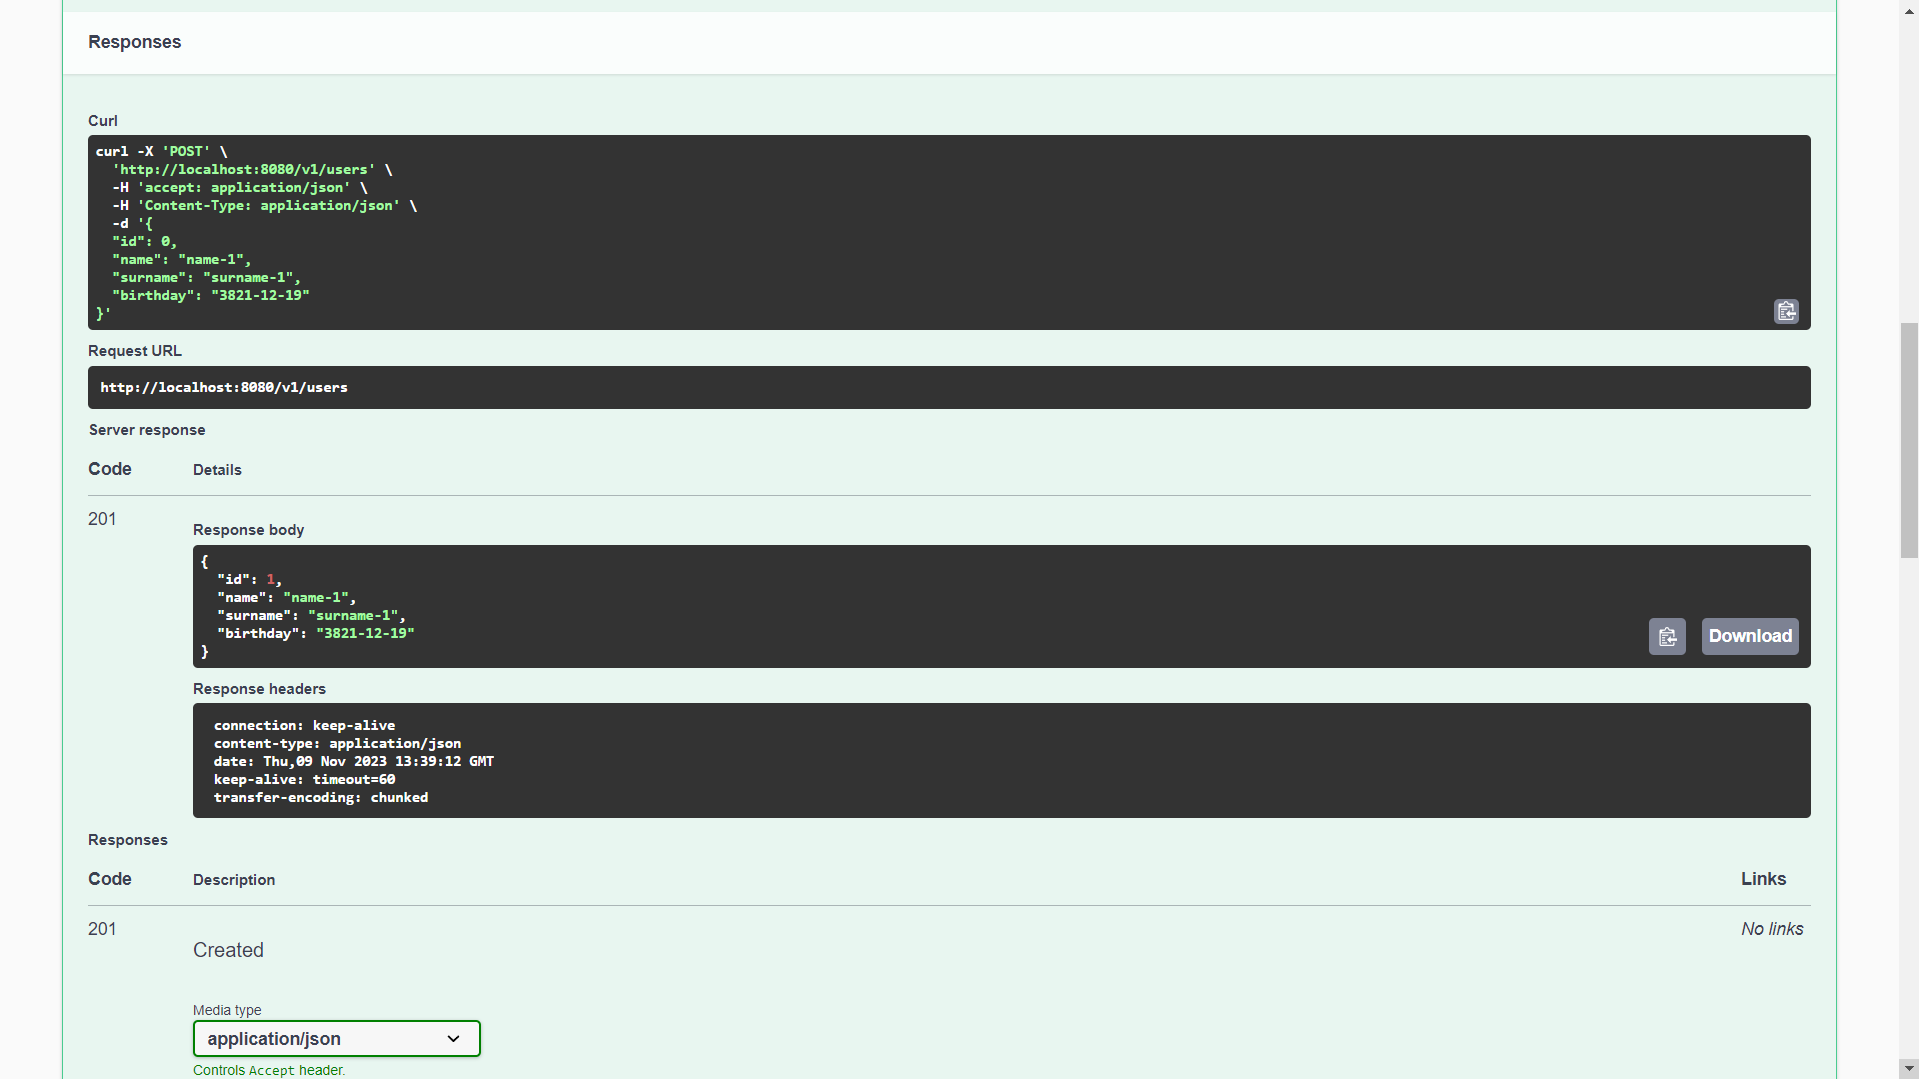 Responses
Curl
curl -X 'POST' \
  'http://localhost:8080/v1/users' \
  -H 'accept: application/json' \
  -H 'Content-Type: application/json' \
  -d '{
  "id": 0,
  "name": "name-1",
  "surname": "surname-1",
  "birthday": "3821-12-19"
}'
Request URL
http://localhost:8080/v1/users
Server response
Code Details
201
Response body
{
  "id": 1,
  "name": "name-1",
  "surname": "surname-1",
  "birthday": "3821-12-19"
}
Download
Response headers
connection: keep-alive
content-type: application/json
date: Thu,09 Nov 2023 13:39:12 GMT
keep-alive: timeout=60
transfer-encoding: chunked
Responses
Code Description Links
201 No links
Created
Media type
application/json
Controls Accept header.